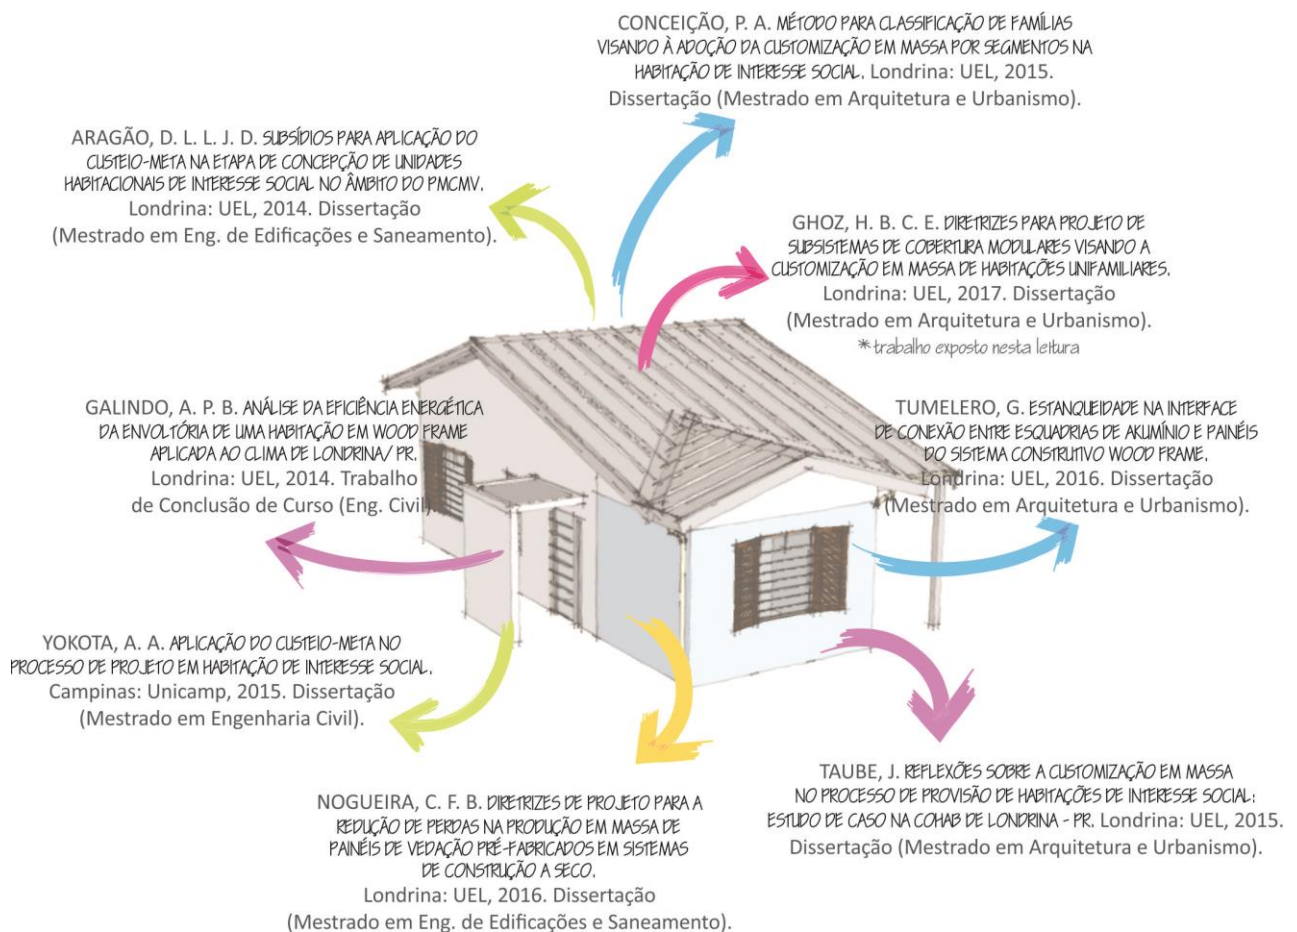 CONCEIÇÃO, P. A. MÉTODO PARA CLASSIFICAÇÃO DE FAMÍLIAS
VISANDO À ADOÇÃO DA CUSTOMIZAÇÃO EM MASSA POR SEGMENTOS NA
HABITAÇÃO DE INTERESSE SOCIAL. Londrina: UEL, 2015.
Dissertação (Mestrado em Arquitetura e Urbanismo).
ARAGÃO, D. L. L. J. D. SUBSÍDIOS PARA APLICAÇÃO DO
CUSTEIO-META NA ETAPA DE CONCEPÇÃO DE UNIDADES
HABITACIONAIS DE INTERESSE SOCIAL NO ÂMBITO DO PMCMV.
Londrina: UEL, 2014. Dissertação
(Mestrado em Eng. de Edificações e Saneamento).
GHOZ, H. B. C. E. DIRETRIZES PARA PROJETO DE
SUBSISTEMAS DE COBERTURA MODULARES VISANDO A
CUSTOMIZAÇÃO EM MASSA DE HABITAÇÕES UNIFAMILIARES.
Londrina: UEL, 2017. Dissertação
(Mestrado em Arquitetura e Urbanismo).
*trabalho exposto nesta leitura
GALINDO, A. P. B. ANÁLISE DA EFICIÊNCIA ENERGÉTICA
DA ENVOLTÓRIA DE UMA HABITAÇÃO EM WOOD FRAME
APLICADA AO CLIMA DE LONDRINA/ PR.
Londrina: UEL, 2014. Trabalho
de Conclusão de Curso (Eng. Civil).
TUMELERO, G. ESTANQUEIDADE NA INTERFACE
DE CONEXÃO ENTRE ESQUADRIAS DE AKUMÍNIO E PAINÉIS
DO SISTEMA CONSTRUTIVO WOOD FRAME.
Londrina: UEL, 2016. Dissertação
(Mestrado em Arquitetura e Urbanismo).
YOKOTA, A. A. APLICAÇÃO DO CUSTEIO-META NO
PROCESSO DE PROJETO EM HABITAÇÃO DE INTERESSE SOCIAL.
Campinas: Unicamp, 2015. Dissertação
(Mestrado em Engenharia Civil).
NOGUEIRA, C. F. B. DIRETRIZES DE PROJETO PARA A
REDUÇÃO DE PERDAS NA PRODUÇÃO EM MASSA DE
PAINÉIS DE VEDAÇÃO PRÉ-FABRICADOS EM SISTEMAS
DE CONSTRUÇÃO A SECO.
Londrina: UEL, 2016. Dissertação
(Mestrado em Eng. de Edificações e Saneamento).
TAUBE, J. REFLEXÕES SOBRE A CUSTOMIZAÇÃO EM MASSA
NO PROCESSO DE PROVISÃO DE HABITAÇÕES DE INTERESSE SOCIAL:
ESTUDO DE CASO NA COHAB DE LONDRINA - PR. Londrina: UEL, 2015.
Dissertação (Mestrado em Arquitetura e Urbanismo).